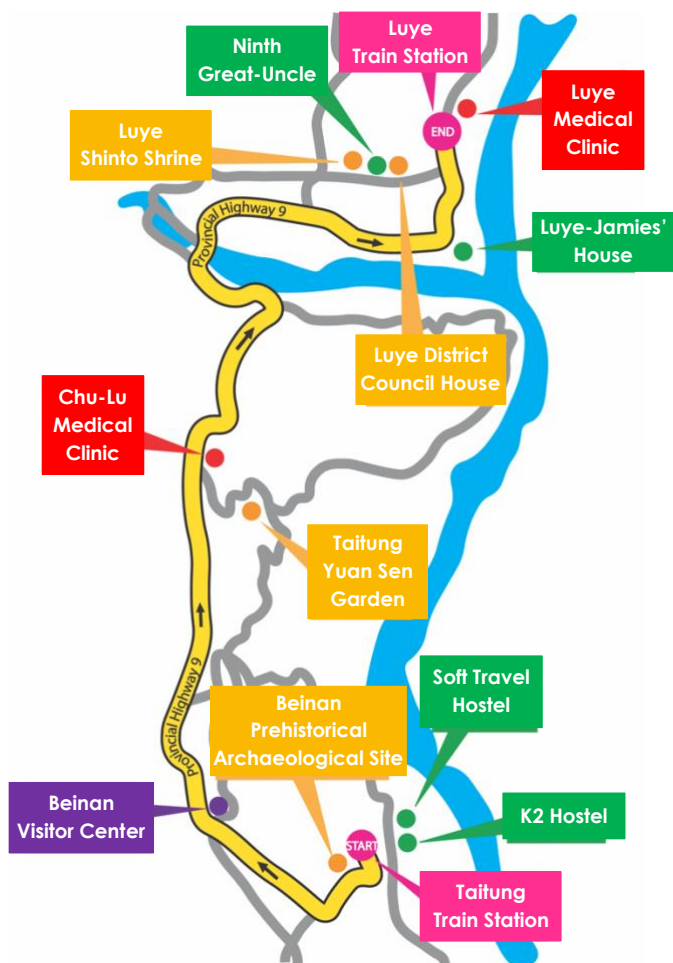 Luye
Train Station
Ninth
Great-Uncle
Luye
Medical
Clinic
Luye
Shinto Shrine
END
Provincial Highway 9
Luye-Jamies’
House
Luye District
Council House
Chu-Lu
Medical
Clinic
Taitung
Yuan Sen
Garden
Provincial Highway 9
Soft Travel
Hostel
Beinan
Prehistorical
Archaeological Site
Beinan
Visitor Center
K2 Hostel
START
Taitung
Train Station